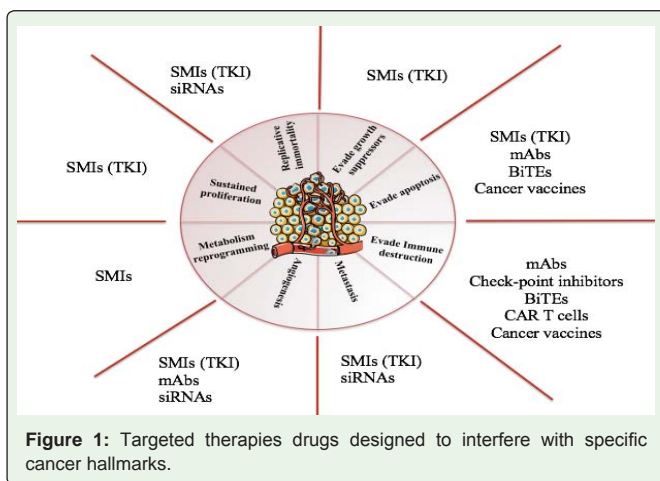 SMIs (TKI)
siRNAs
SMIs (TKI)
SMIs (TKI)
mAbs
BiTEs
Cancer vaccines
mAbs
Check-point inhibitors
BiTEs
CAR T cells
Cancer vaccines
SMIs (TKI)
siRNAs
SMIs (TKI)
mAbs
siRNAs
SMIs
SMIs (TKI)
Replicative
immortality
Evade growth
suppressors
Evade apoptosis
Evade Immune
destruction
Metastasis
Angiogenesis
Metabolism
reprogramming
Sustained
proliferation
Figure 1: Targeted therapies drugs designed to interfere with specific
cancer hallmarks.